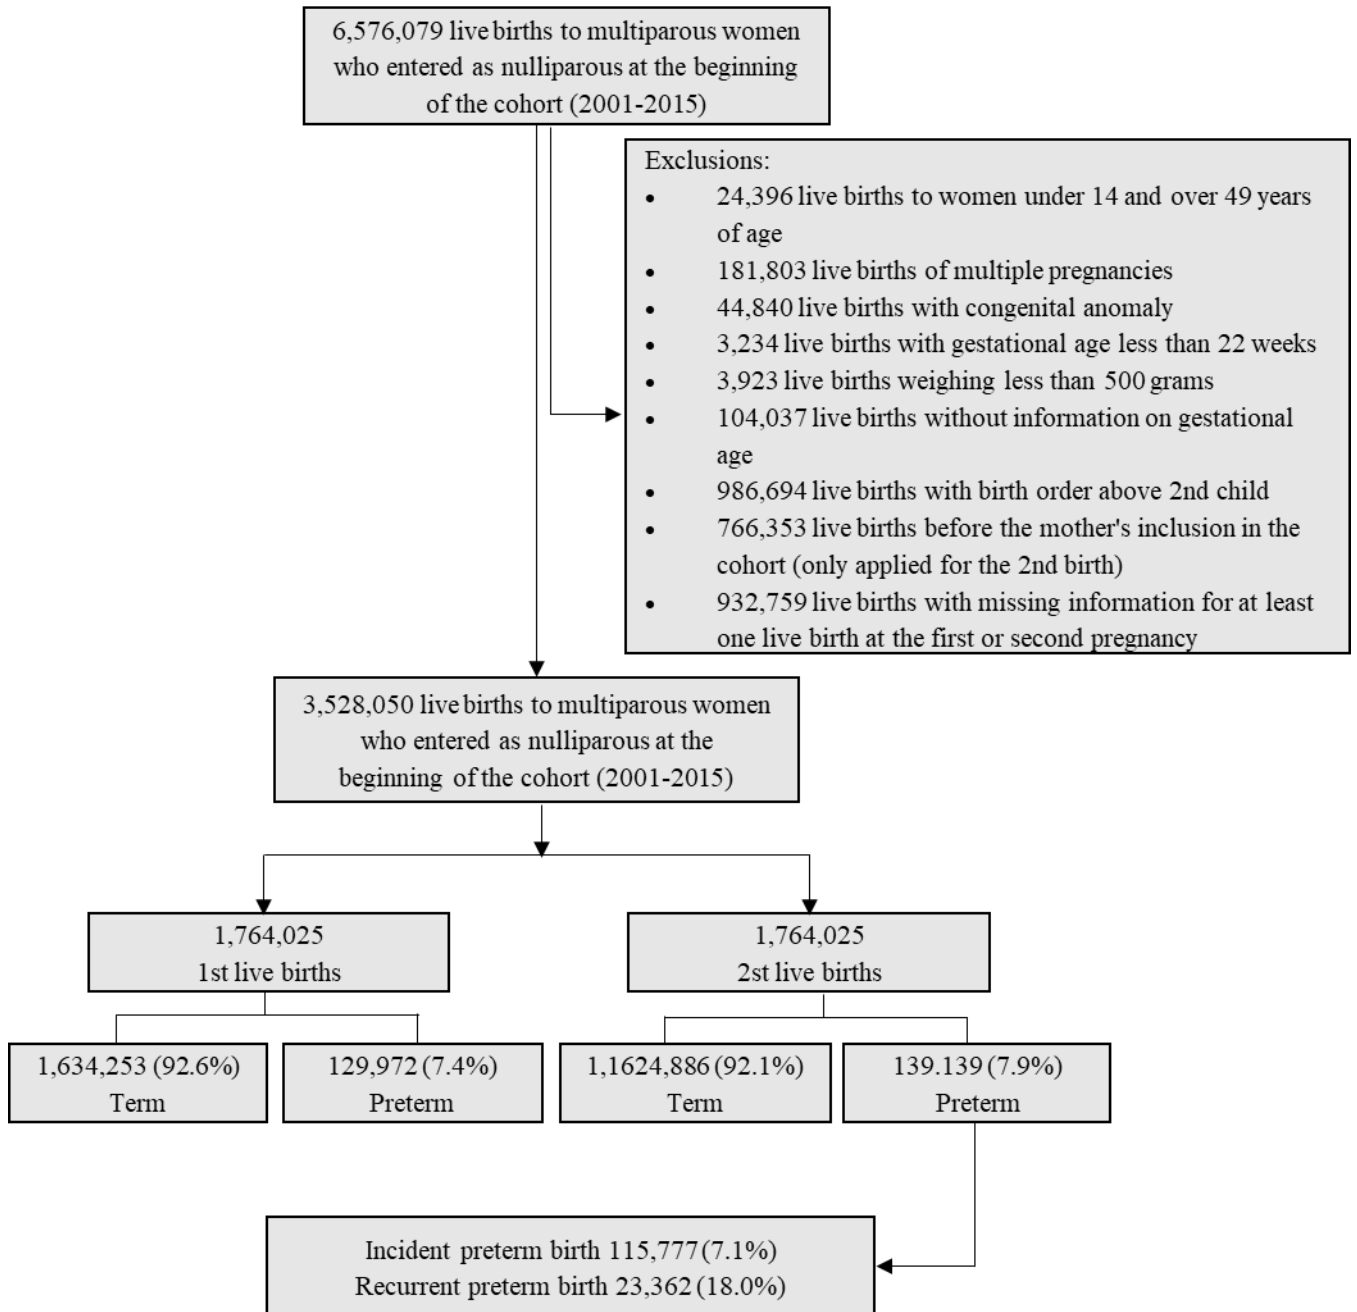 6,576,079 live births to multiparous women
who entered as nulliparous at the beginning
of the cohort (2001-2015)
Exclusions:
• 24,396 live births to women under 14 and over 49 years
of age
• 181,803 live births of multiple pregnancies
• 44,840 live births with congenital anomaly
• 3,234 live births with gestational age less than 22 weeks
• 3,923 live births weighing less than 500 grams
• 104,037 live births without information on gestational
age
• 986,694 live births with birth order above 2nd child
• 766,353 live births before the mother's inclusion in the
cohort (only applied for the 2nd birth)
• 932,759 live births with missing information for at least
one live birth at the first or second pregnancy
3,528,050 live births to multiparous women
who entered as nulliparous at the
beginning of the cohort (2001-2015)
1,764,025
1st live births
1,764,025
2st live births
1,634,253 (92.6%)
Term
129,972 (7.4%)
Preterm
1,1624,886 (92.1%)
Term
139.139 (7.9%)
Preterm
Incident preterm birth 115,777 (7.1%)
Recurrent preterm birth 23,362 (18.0%)